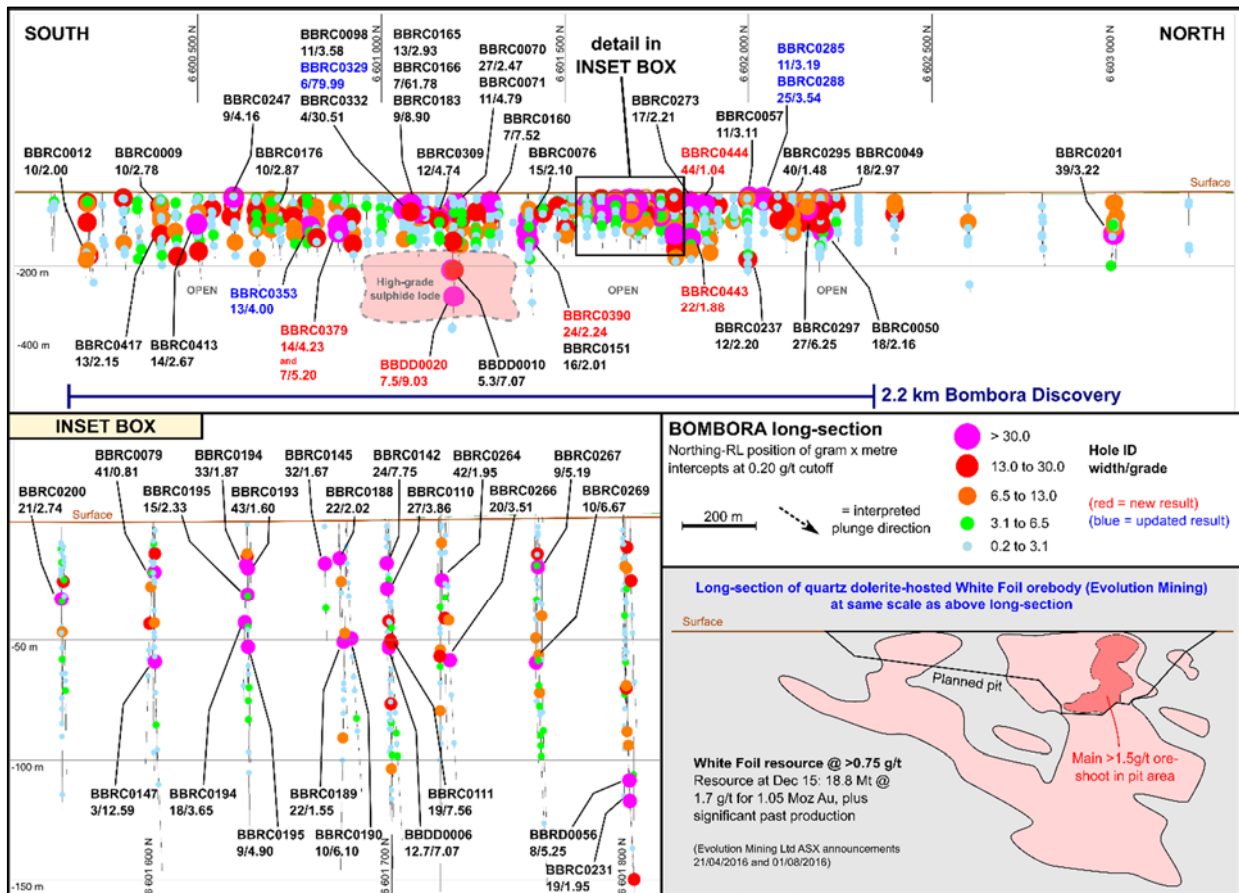 SOUTH
NORTH
6 600 500 N
6 601 000 N
6 601 500 N
6 602 000 N
6 602 500 N
6 603 000 N
detail in
INSET BOX
BBRC0098
11/3.58
BBRC0329
6/79.99
BBRC0332
4/30.51
BBRC0165
13/2.93
BBRC0166
7/61.78
BBRC0183
9/8.90
BBRC0070
27/2.47
BBRC0071
11/4.79
BBRC0285
11/3.19
BBRC0288
25/3.54
BBRC0247
9/4.16
BBRC0160
7/7.52
BBRC0273
17/2.21
BBRC0057
11/3.11
BBRC0012
10/2.00
BBRC0009
10/2.78
BBRC0176
10/2.87
BBRC0309
12/4.74
BBRC0076
15/2.10
BBRC0444
44/1.04
BBRC0295
40/1.48
BBRC0049
18/2.97
BBRC0201
39/3.22
Surface
-200 m
OPEN
High-grade
sulphide lode
OPEN
OPEN
BBRC0353
13/4.00
BBRC0443
22/1.88
BBRC0390
24/2.24
BBRC0151
16/2.01
BBRC0379
14/4.23
and
7/5.20
-400 m
BBRC0417
13/2.15
BBRC0413
14/2.67
BBDD0020
7.5/9.03
BBDD0010
5.3/7.07
BBRC0237
12/2.20
BBRC0297
27/6.25
BBRC0050
18/2.16
2.2 km Bombora Discovery
INSET BOX
BBRC0079
41/0.81
BBRC0194
33/1.87
BBRC0145
32/1.67
BBRC0142
24/7.75
BBRC0264
42/1.95
BBRC0267
9/5.19
BBRC0200
21/2.74
BBRC0195
15/2.33
BBRC0193
43/1.60
BBRC0188
22/2.02
BBRC0110
27/3.86
BBRC0266
20/3.51
BBRC0269
10/6.67
Surface
-50 m
-100 m
-150 m
BBRC0147
3/12.59
BBRC0194
18/3.65
BBRC0195
9/4.90
BBRC0189
22/1.55
BBRC0190
10/6.10
BBDD0006
12.7/7.07
BBRC0111
19/7.56
BBRD0056
8/5.25
BBRC0231
19/1.95
6 601 600 N
6 601 700 N
6 601 800 N
BOMBORA long-section
Northing-RL position of gram x metre
intercepts at 0.20 g/t cutoff
200 m
= interpreted
plunge direction
> 30.0
13.0 to 30.0
6.5 to 13.0
3.1 to 6.5
0.2 to 3.1
Hole ID
width/grade
(red = new result)
(blue = updated result)
Long-section of quartz dolerite-hosted White Foil orebody (Evolution Mining)
at same scale as above long-section
Surface
Planned pit
Main >1.5g/t ore-
shoot in pit area
White Foil resource @ >0.75 g/t
Resource at Dec 15: 18.8 Mt @
1.7 g/t for 1.05 Moz Au, plus
significant past production
(Evolution Mining Ltd ASX announcements
21/04/2016 and 01/08/2016)